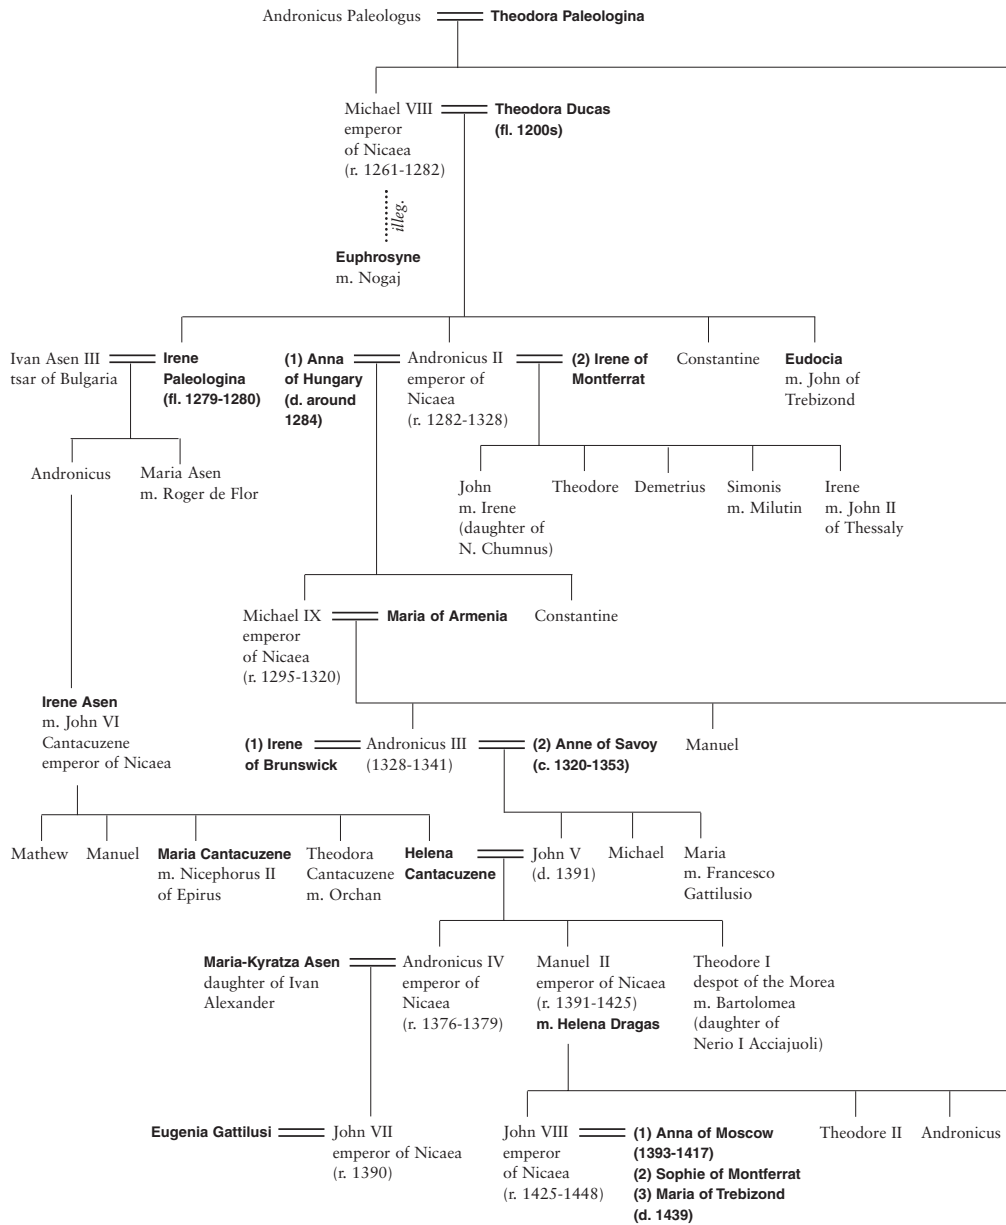 Andronicus Paleologus
Theodora Paleologina
Michael VIII
emperor
of Nicaea
(r. 1261-1282)
Theodora Ducas
(fl. 1200s)
illeg.
Euphrosyne
m. Nogaj
Ivan Asen III
tsar of Bulgaria
Irene
Paleologina
(fl. 1279-1280)
(1) Anna
of Hungary
(d. around
1284)
Andronicus II
emperor of
Nicaea
(r. 1282-1328)
(2) Irene of
Montferrat
Constantine
Eudocia
m. John of
Trebizond
Andronicus
Maria Asen
m. Roger de Flor
John
m. Irene
(daughter of
N. Chumnus)
Theodore
Demetrius
Simonis
m. Milutin
Irene
m. John II
of Thessaly
Michael IX
emperor
of Nicaea
(r. 1295-1320)
Maria of Armenia
Constantine
Irene Asen
m. John VI
Cantacuzene
emperor of Nicaea
(1) Irene
of Brunswick
Andronicus III
(1328-1341)
(2) Anne of Savoy
(c. 1320-1353)
Manuel
Mathew
Manuel
Maria Cantacuzene
m. Nicephorus II
of Epirus
Theodora
Cantacuzene
m. Orchan
Helena
Cantacuzene
John V
(d. 1391)
Michael
Maria
m. Francesco
Gattilusio
Maria-Kyratza Asen
daughter of Ivan
Alexander
Andronicus IV
emperor of
Nicaea
(r. 1376-1379)
Manuel II
emperor of Nicaea
(r. 1391-1425)
m. Helena Dragas
Theodore I
despot of the Morea
m. Bartolomea
(daughter of
Nerio I Acciajuoli)
Eugenia Gattilusi
John VII
emperor of Nicaea
(r. 1390)
John VIII
emperor
of Nicaea
(r. 1425-1448)
(1) Anna of Moscow
(1393-1417)
(2) Sophie of Montferrat
(3) Maria of Trebizond
(d. 1439)
Theodore II
Andronicus